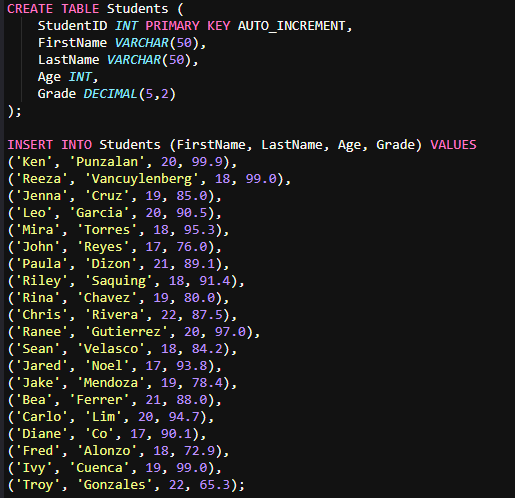 CREATE TABLE Students (
    StudentID INT PRIMARY KEY AUTO_INCREMENT,
    FirstName VARCHAR(50),
    LastName VARCHAR(50),
    Age INT,
    Grade DECIMAL(5,2)
);

INSERT INTO Students (FirstName, LastName, Age, Grade) VALUES
('Ken', 'Punzalan', 20, 99.9),
('Reeza', 'Vancuylenberg', 18, 99.0),
('Jenna', 'Cruz', 19, 85.0),
('Leo', 'Garcia', 20, 90.5),
('Mira', 'Torres', 18, 95.3),
('John', 'Reyes', 17, 76.0),
('Paula', 'Dizon', 21, 89.1),
('Riley', 'Saquing', 18, 91.4),
('Rina', 'Chavez', 19, 80.0),
('Chris', 'Rivera', 22, 87.5),
('Ranee', 'Gutierrez', 20, 97.0),
('Sean', 'Velasco', 18, 84.2),
('Jared', 'Noel', 17, 93.8),
('Jake', 'Mendoza', 19, 78.4),
('Bea', 'Ferrer', 21, 88.0),
('Carlo', 'Lim', 20, 94.7),
('Diane', 'Co', 17, 90.1),
('Fred', 'Alonzo', 18, 72.9),
('Ivy', 'Cuenca', 19, 99.0),
('Troy', 'Gonzales', 22, 65.3);